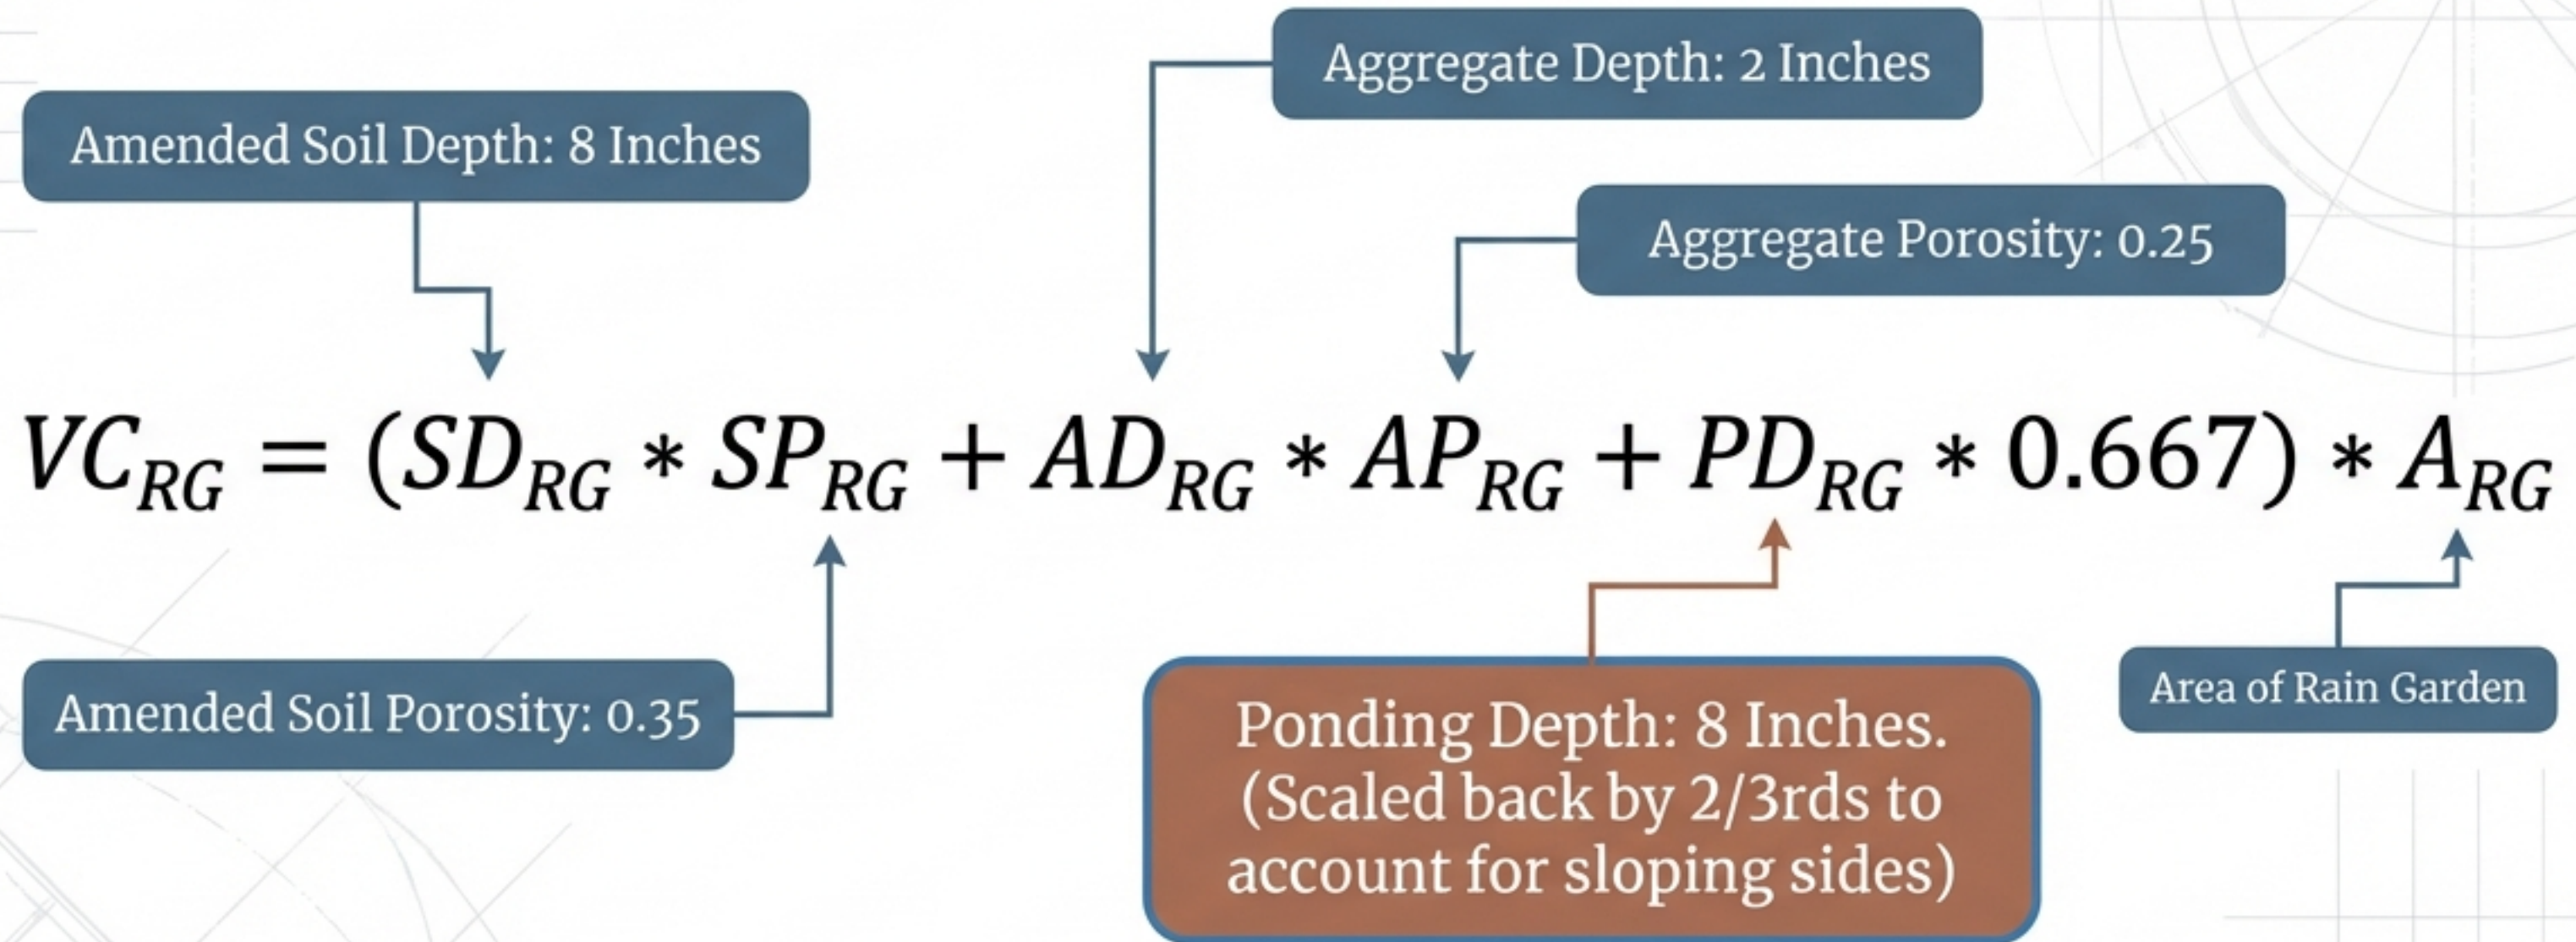 Aggregate Depth: 2 Inches
Amended Soil Depth: 8 Inches
Aggregate Porosity: 0.25
VC_RG = (SD_RG * SP_RG + AD_RG * AP_RG + PD_RG * 0.667) * A_RG
Amended Soil Porosity: 0.35
Ponding Depth: 8 Inches.
(Scaled back by 2/3rds to
account for sloping sides)
Area of Rain Garden